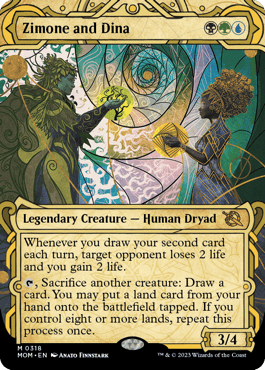 Zimone and Dina
Legendary Creature — Human Dryad
Whenever you draw your second card
each turn, target opponent loses 2 life
and you gain 2 life.
, Sacrifice another creature: Draw a
card. You may put a land card from your
hand onto the battlefield tapped. If you
control eight or more lands, repeat this
process once.
3/4
M 0318
MOM • EN ANATO FINNSTARK
™ & © 2023 Wizards of the Coast